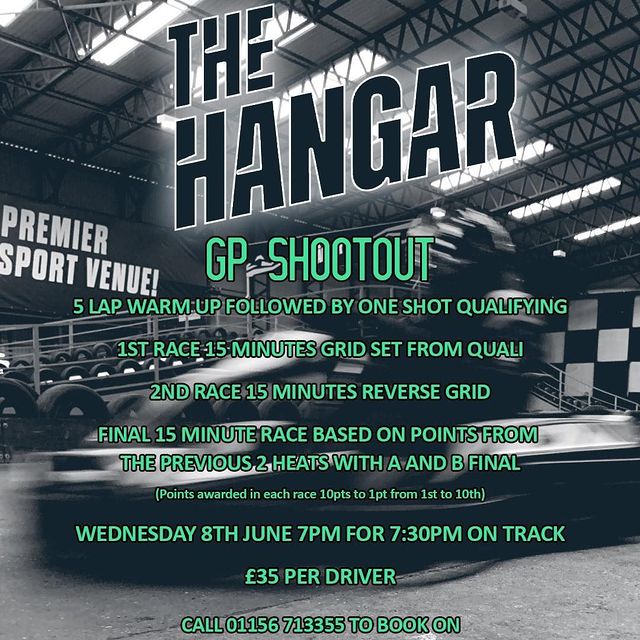 THE
HANGAR
PREMIER
SPORT VENUE!
GP SHOOTOUT
5 LAP WARM UP FOLLOWED BY ONE SHOT QUALIFYING
1ST RACE 15 MINUTES GRID SET FROM QUALI
2ND RACE 15 MINUTES REVERSE GRID
FINAL 15 MINUTE RACE BASED ON POINTS FROM
THE PREVIOUS 2 HEATS WITH A AND B FINAL
(Points awarded in each race 10pts to 1pt from 1st to 10th)
WEDNESDAY 8TH JUNE 7PM FOR 7:30PM ON TRACK
£35 PER DRIVER
CALL 01156 713355 TO BOOK ON